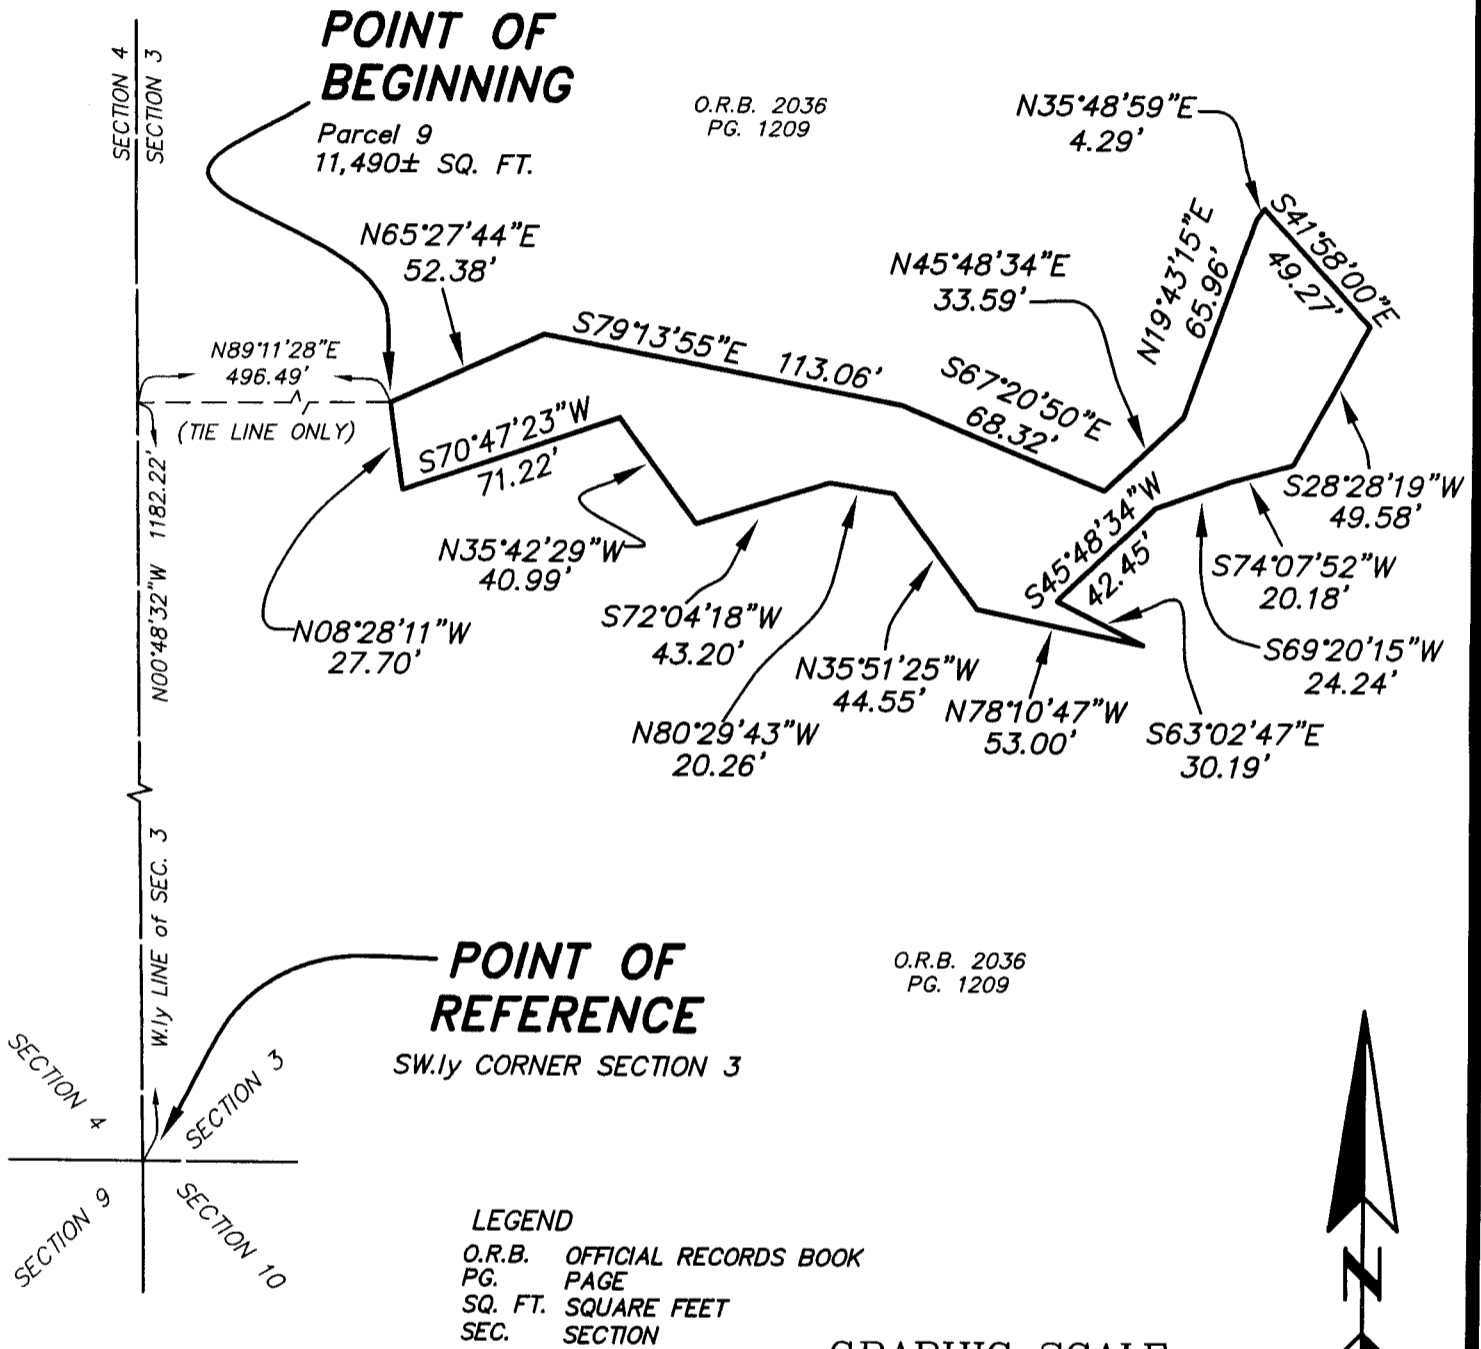 POINT OF
BEGINNING
Parcel 9
11,490± SQ. FT.
O.R.B. 2036
PG. 1209
SECTION 4
SECTION 3
N35°48'59"E
4.29'
S41°58'00"E
49.27'
N19°43'15"E
65.96'
N65°27'44"E
52.38'
N45°48'34"E
33.59'
S79°13'55"E 113.06'
S67°20'50"E
68.32'
N89°11'28"E
496.49'
(TIE LINE ONLY)
S70°47'23"W
71.22'
N00°48'32"W 1182.22'
S28°28'19"W
49.58'
S45°48'34"W
42.45'
S74°07'52"W
20.18'
N35°42'29"W
40.99'
N08°28'11"W
27.70'
S72°04'18"W
43.20'
S69°20'15"W
24.24'
N35°51'25"W
44.55'
N78°10'47"W
53.00'
N80°29'43"W
20.26'
S63°02'47"E
30.19'
W.ly LINE of SEC. 3
POINT OF
REFERENCE
SW.ly CORNER SECTION 3
O.R.B. 2036
PG. 1209
SECTION 4
SECTION 3
SECTION 9
SECTION 10
LEGEND
O.R.B. OFFICIAL RECORDS BOOK
PG. PAGE
SQ. FT. SQUARE FEET
SEC. SECTION
N
GRAPHIC SCALE